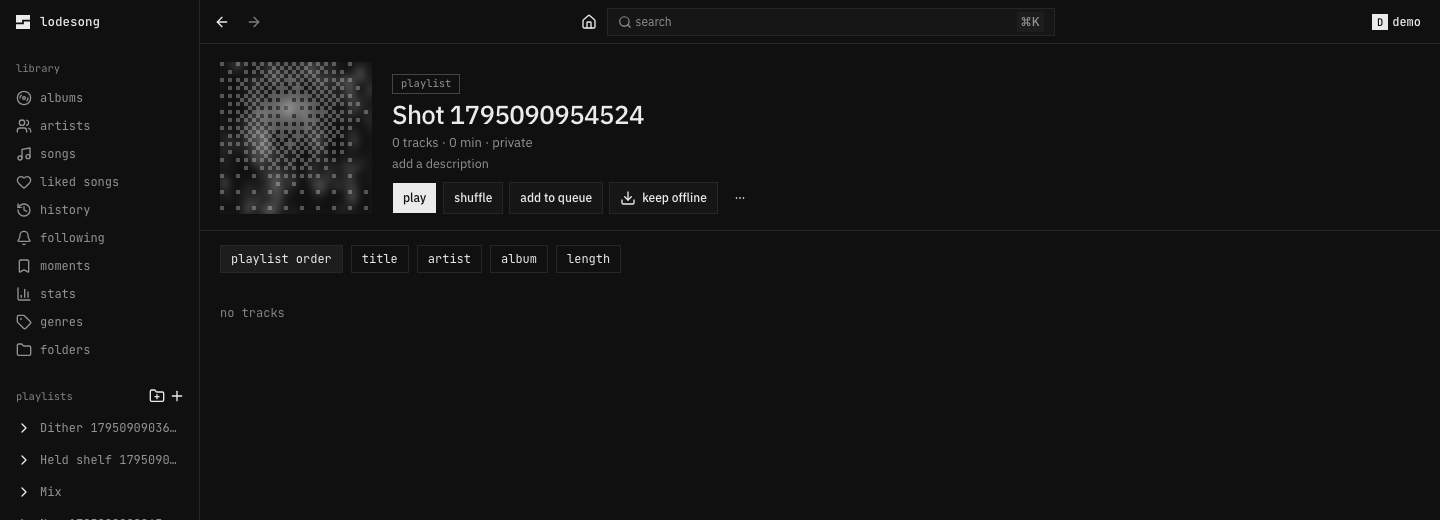 lodesong
search
⌘K
D demo
library
albums
artists
songs
liked songs
history
following
moments
stats
genres
folders
playlists
Dither 17950909036…
Held shelf 1795090…
Mix
playlist
Shot 1795090954524
0 tracks · 0 min · private
add a description
play shuffle add to queue keep offline ···
playlist order title artist album length
no tracks